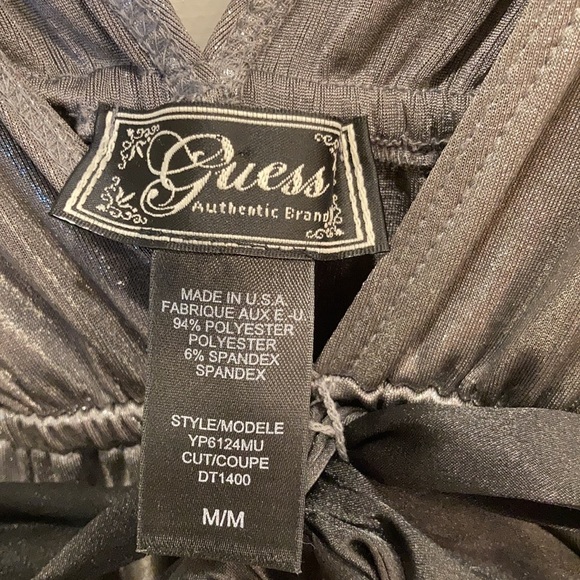 Guess
Authentic Brand
MADE IN U.S.A.
FABRIQUE AUX E.-U.
94% POLYESTER
POLYESTER
6% SPANDEX
SPANDEX
STYLE/MODELE
YP6124MU
CUT/COUPE
DT1400
M/M